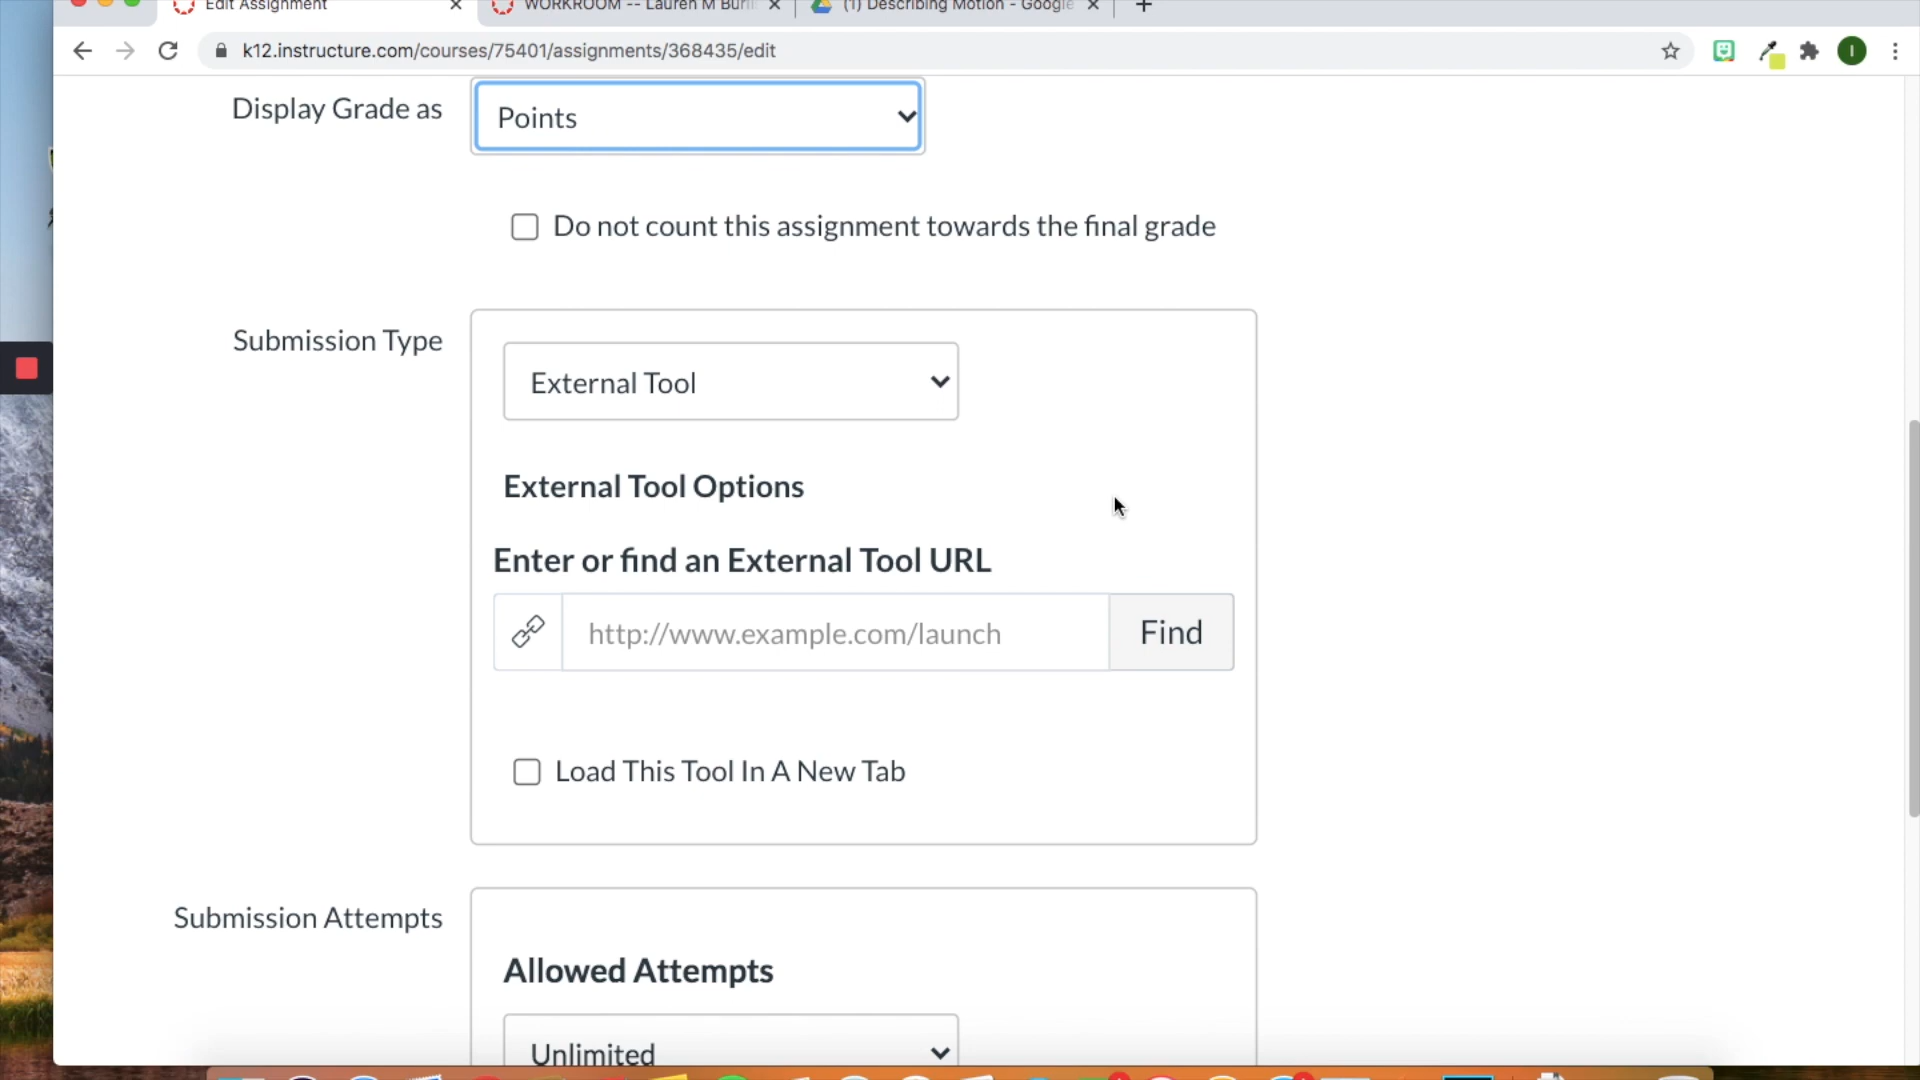 Edit Assignment
WORKROOM -- Lauren M Burli
(1) Describing Motion - Google
k12.instructure.com/courses/75401/assignments/368435/edit
I
Display Grade as
Points
Do not count this assignment towards the final grade
Submission Type
External Tool
External Tool Options
Enter or find an External Tool URL
http://www.example.com/launch
Find
Load This Tool In A New Tab
Submission Attempts
Allowed Attempts
Unlimited